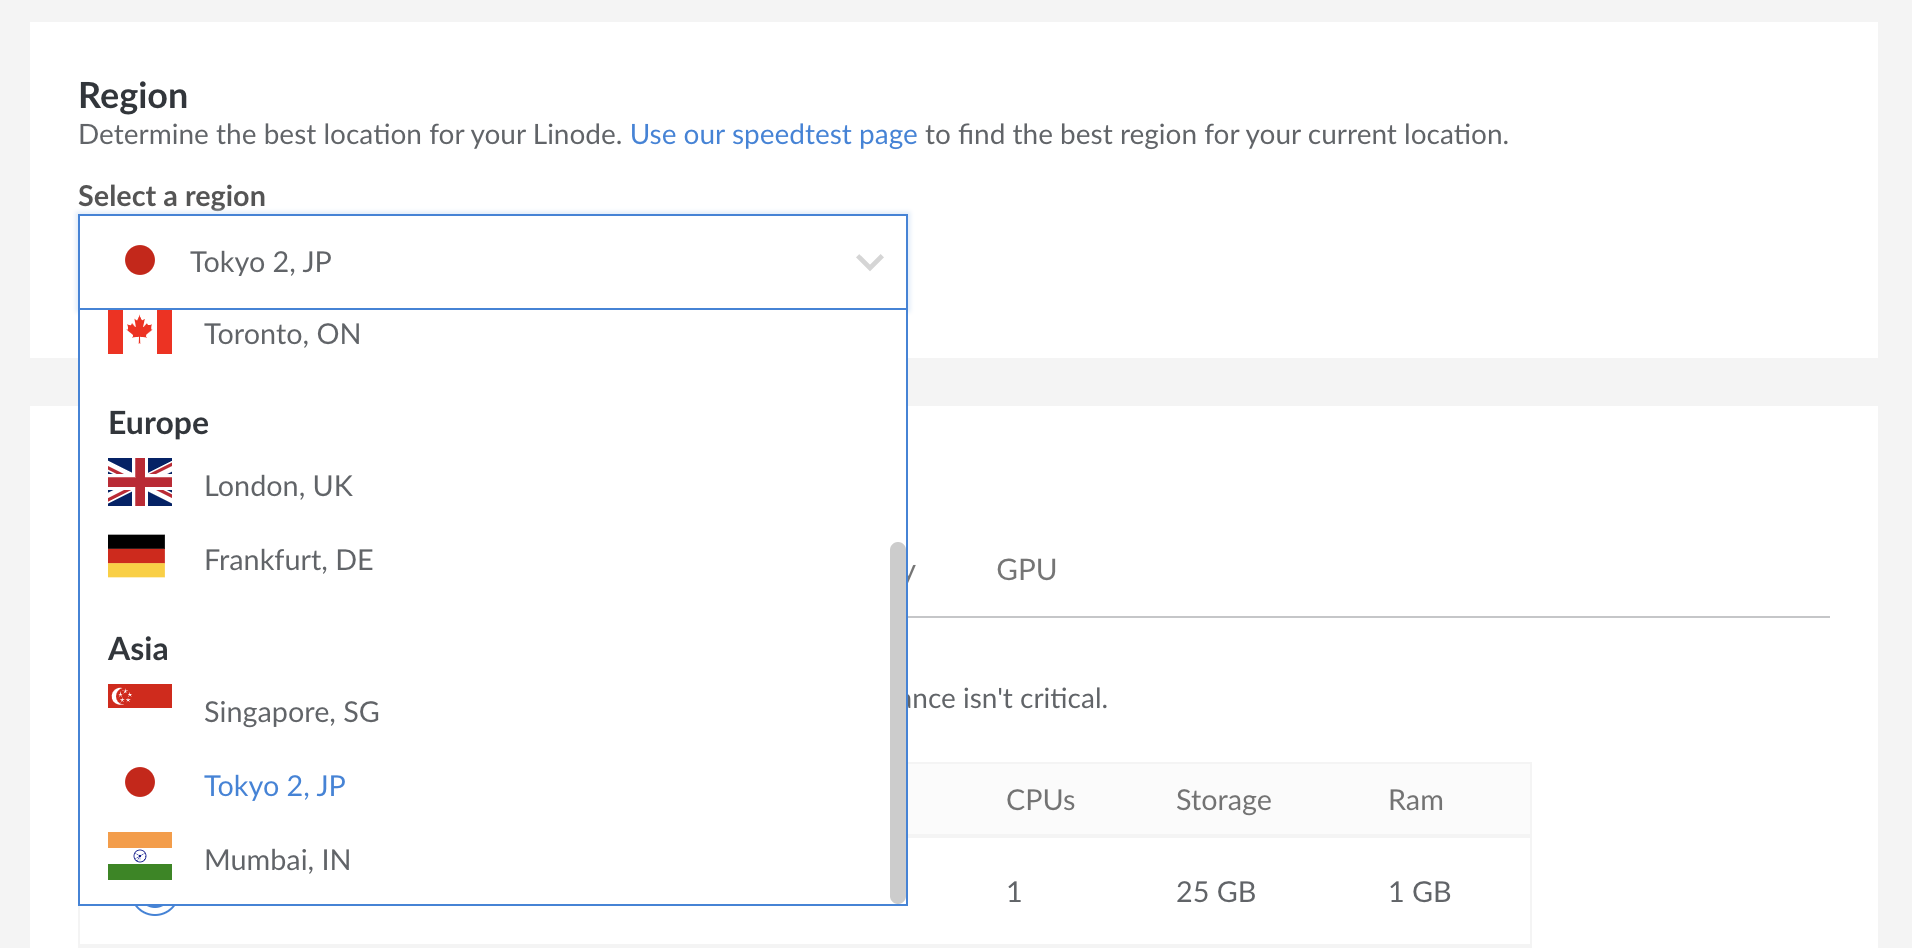 Region
Determine the best location for your Linode. Use our speedtest page to find the best region for your current location.
Select a region
Tokyo 2, JP
Toronto, ON
Europe
London, UK
Frankfurt, DE
GPU
Asia
Singapore, SG
isn't critical.
Tokyo 2, JP
CPUs Storage Ram
Mumbai, IN
1 25 GB 1 GB